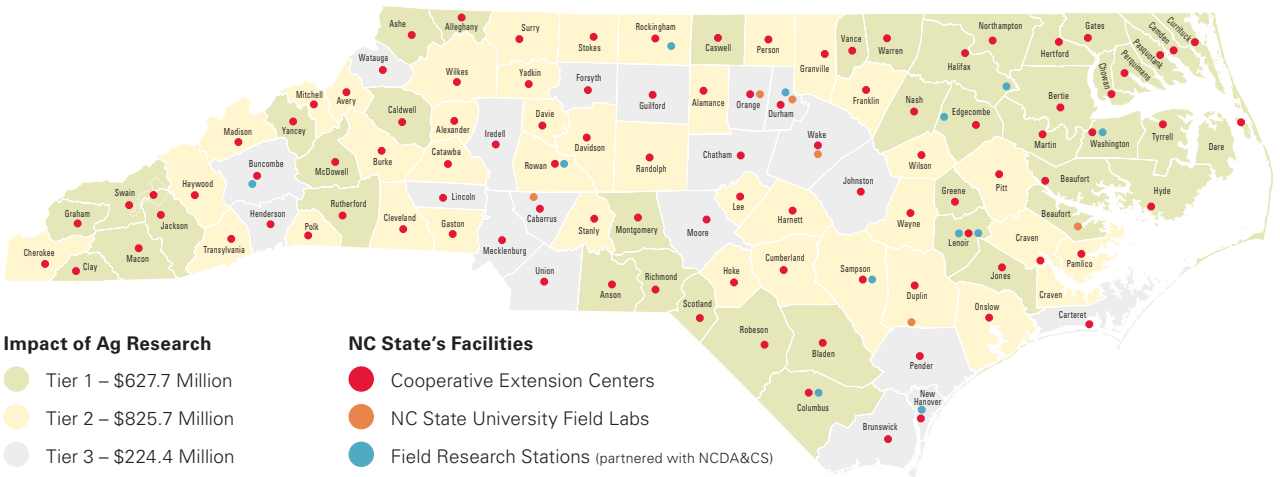 Ashe
Alleghany
Surry
Stokes
Rockingham
Caswell
Person
Vance
Warren
Northampton
Gates
Currituck
Camden
Pasquotank
Perquimans
Chowan
Hertford
Halifax
Granville
Watauga
Wilkes
Yadkin
Forsyth
Guilford
Alamance
Orange
Durham
Franklin
Nash
Edgecombe
Bertie
Mitchell
Avery
Caldwell
Alexander
Iredell
Davie
Davidson
Randolph
Chatham
Wake
Wilson
Martin
Washington
Tyrrell
Dare
Madison
Yancey
McDowell
Burke
Catawba
Rowan
Johnston
Pitt
Beaufort
Hyde
Buncombe
Haywood
Swain
Graham
Jackson
Rutherford
Lincoln
Cabarrus
Lee
Harnett
Greene
Wayne
Beaufort
Henderson
Polk
Cleveland
Gaston
Stanly
Montgomery
Moore
Lenoir
Craven
Pamlico
Cherokee
Clay
Macon
Transylvania
Mecklenburg
Union
Anson
Richmond
Hoke
Cumberland
Sampson
Duplin
Jones
Craven
Onslow
Carteret
Scotland
Robeson
Bladen
Pender
Columbus
New
Hanover
Brunswick
Impact of Ag Research
Tier 1 – $627.7 Million
Tier 2 – $825.7 Million
Tier 3 – $224.4 Million
NC State’s Facilities
Cooperative Extension Centers
NC State University Field Labs
Field Research Stations (partnered with NCDA&CS)